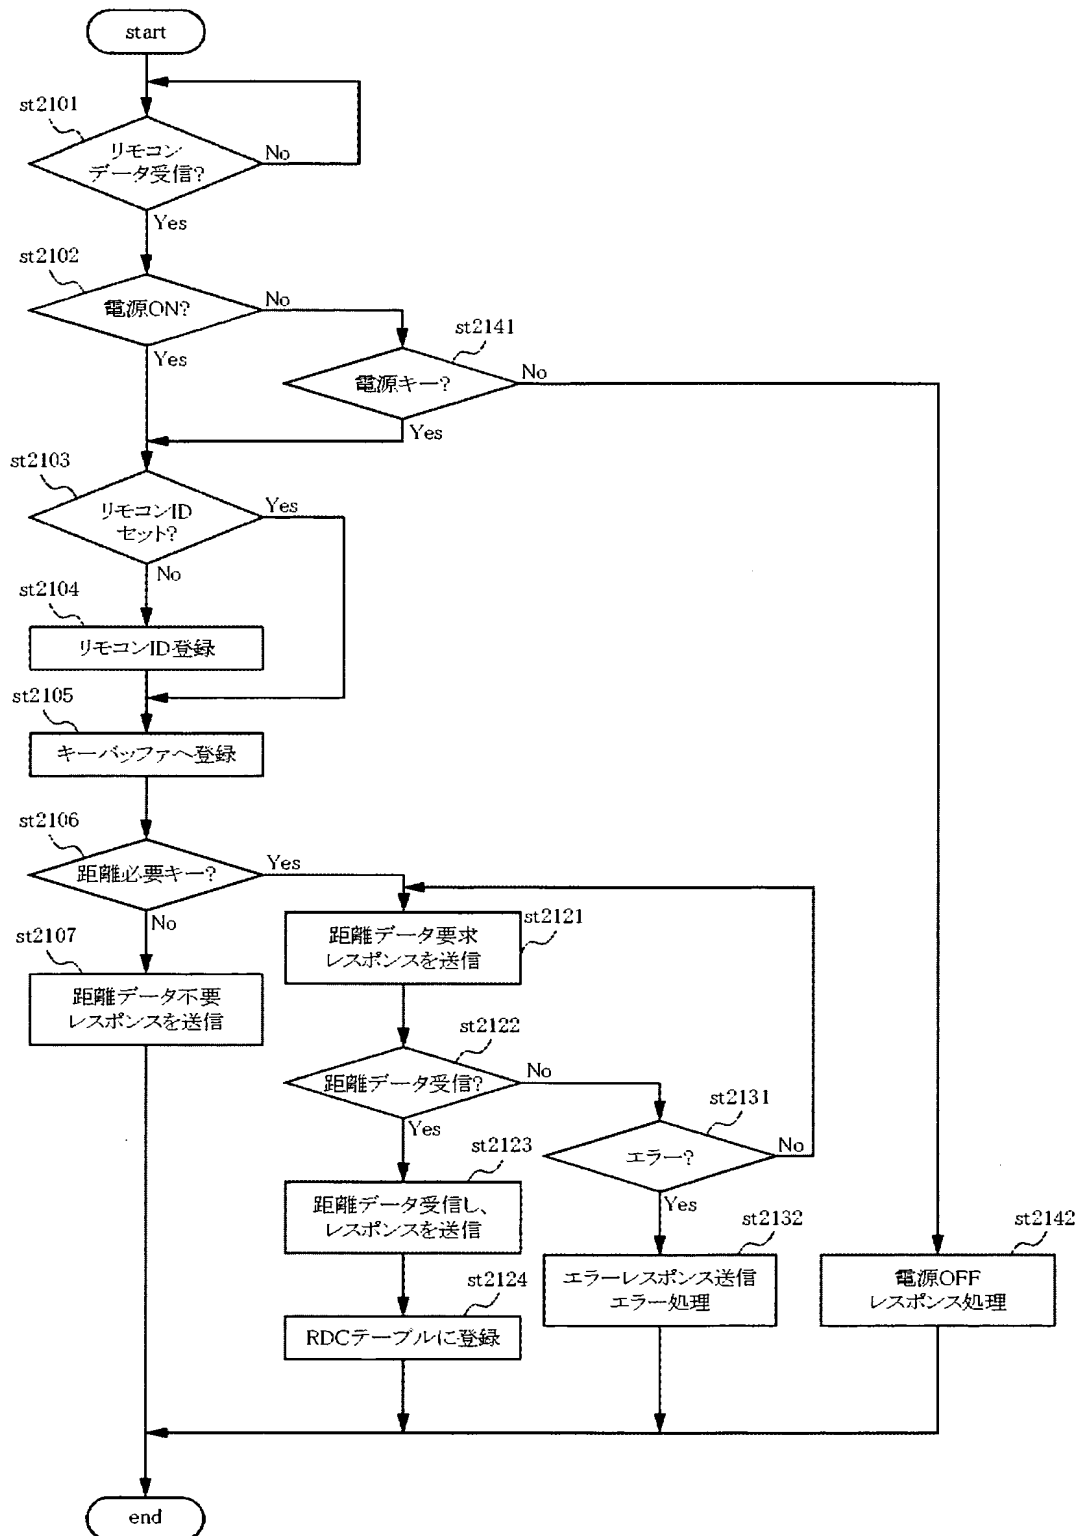 start
st2101
リモコン
データ受信?
No
Yes
st2102
電源ON?
No
Yes
st2141
電源キー?
No
Yes
st2103
リモコンID
セット?
Yes
No
st2104
リモコンID登録
st2105
キーバッファへ登録
st2106
距離必要キー?
Yes
No
st2107
距離データ不要
レスポンスを送信
st2121
距離データ要求
レスポンスを送信
st2122
距離データ受信?
No
Yes
st2131
エラー?
No
Yes
st2123
距離データ受信し、
レスポンスを送信
st2132
エラーレスポンス送信
エラー処理
st2142
電源OFF
レスポンス処理
st2124
RDCテーブルに登録
end